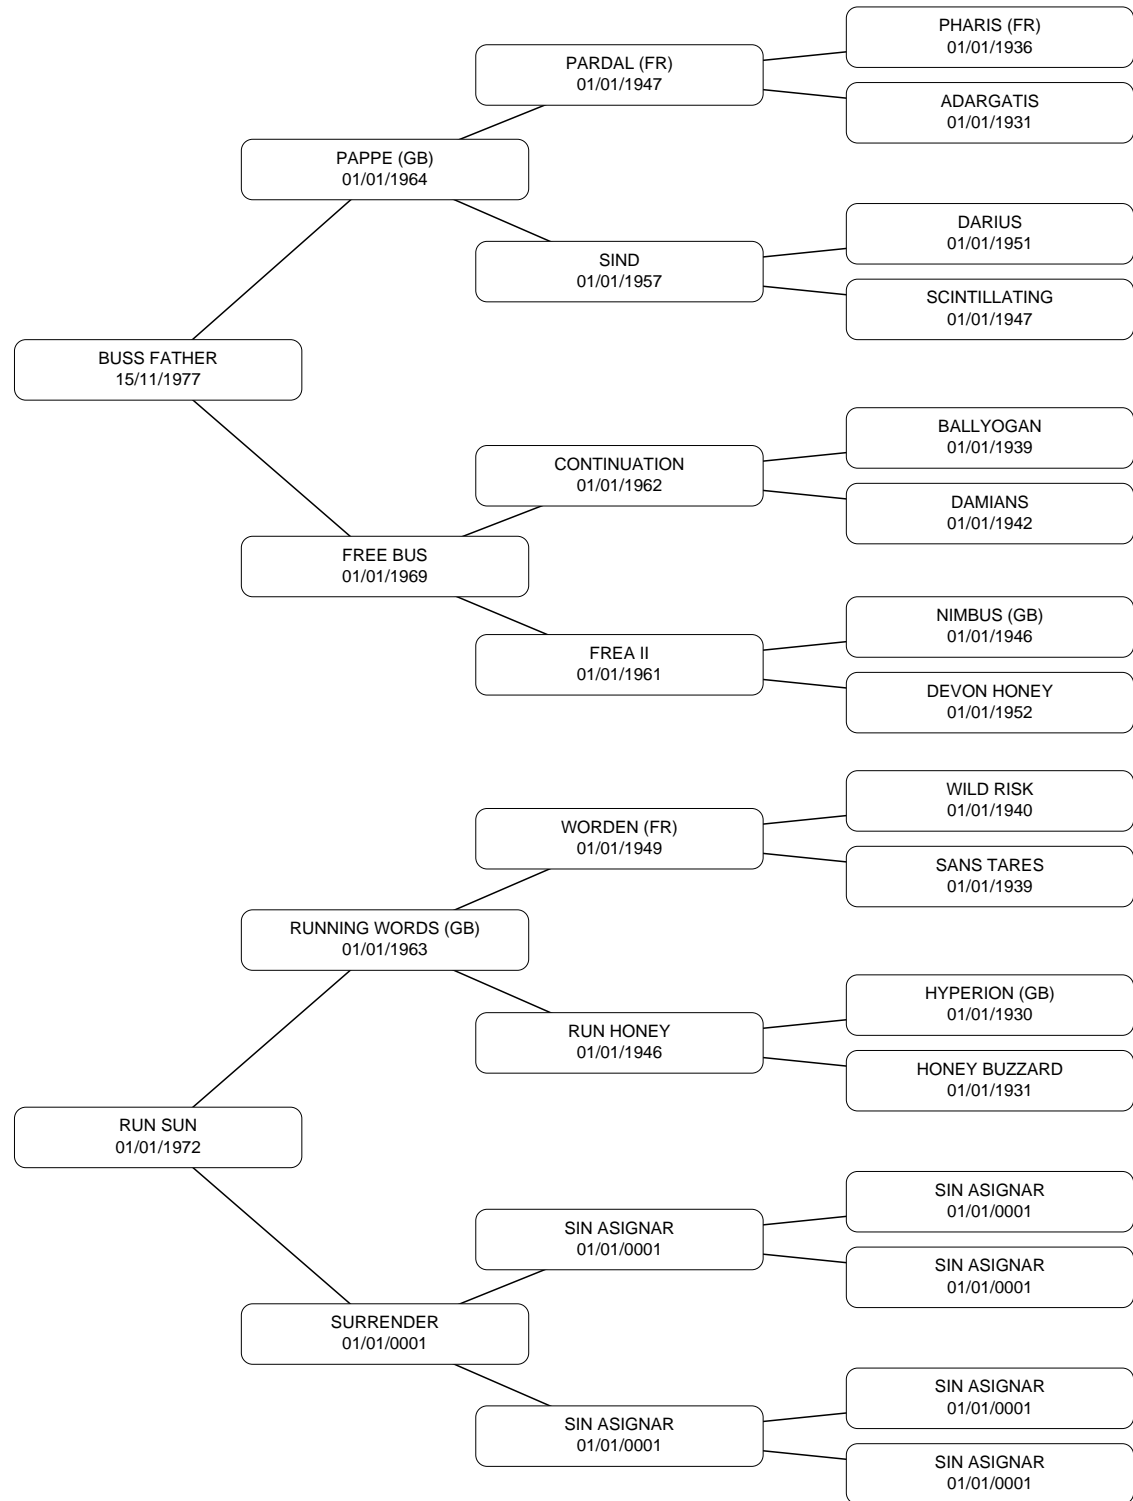 PHARIS (FR)
01/01/1936
PARDAL (FR)
01/01/1947
ADARGATIS
01/01/1931
PAPPE (GB)
01/01/1964
DARIUS
01/01/1951
SIND
01/01/1957
SCINTILLATING
01/01/1947
BUSS FATHER
15/11/1977
BALLYOGAN
01/01/1939
CONTINUATION
01/01/1962
DAMIANS
01/01/1942
FREE BUS
01/01/1969
NIMBUS (GB)
01/01/1946
FREA II
01/01/1961
DEVON HONEY
01/01/1952
WILD RISK
01/01/1940
WORDEN (FR)
01/01/1949
SANS TARES
01/01/1939
RUNNING WORDS (GB)
01/01/1963
HYPERION (GB)
01/01/1930
RUN HONEY
01/01/1946
HONEY BUZZARD
01/01/1931
RUN SUN
01/01/1972
SIN ASIGNAR
01/01/0001
SIN ASIGNAR
01/01/0001
SIN ASIGNAR
01/01/0001
SURRENDER
01/01/0001
SIN ASIGNAR
01/01/0001
SIN ASIGNAR
01/01/0001
SIN ASIGNAR
01/01/0001